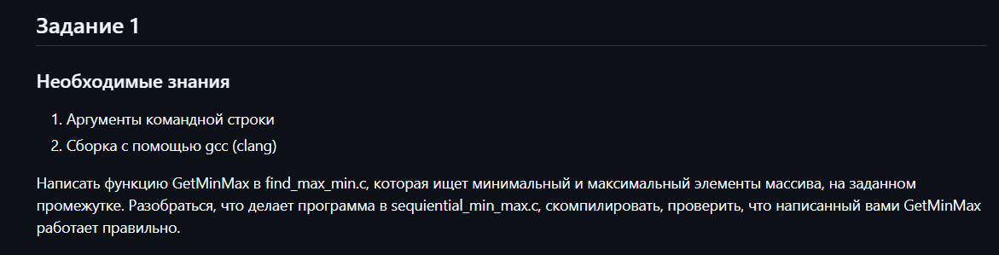 Задание 1
Необходимые знания
1. Аргументы командной строки
2. Сборка с помощью gcc (clang)
Написать функцию GetMinMax в find_max_min.c, которая ищет минимальный и максимальный элементы массива, на заданном
промежутке. Разобраться, что делает программа в sequiential_min_max.c, скомпилировать, проверить, что написанный вами GetMinMax
работает правильно.